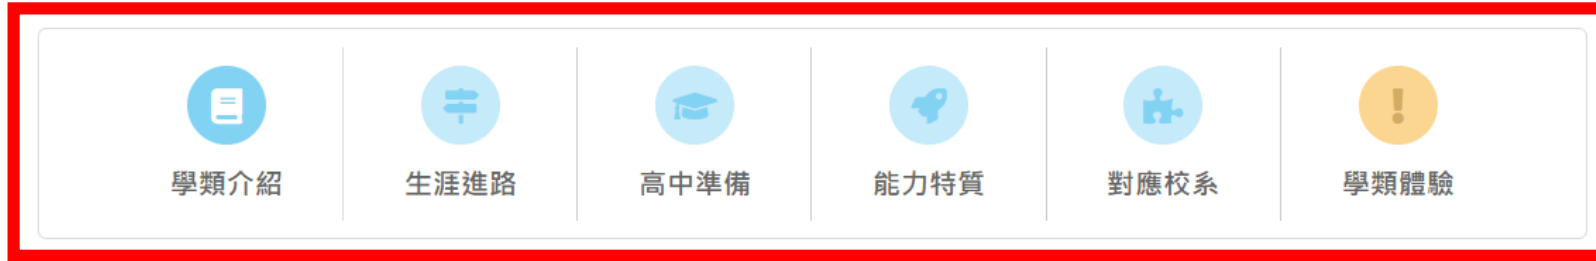 學類介紹
生涯進路
高中準備
能力特質
對應校系
學類體驗